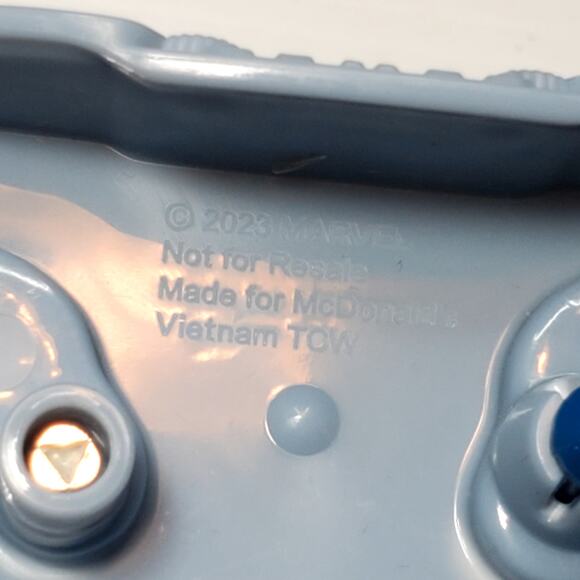 © 2023 MARVEL
Not for Resale
Made for McDonald's
Vietnam TCW